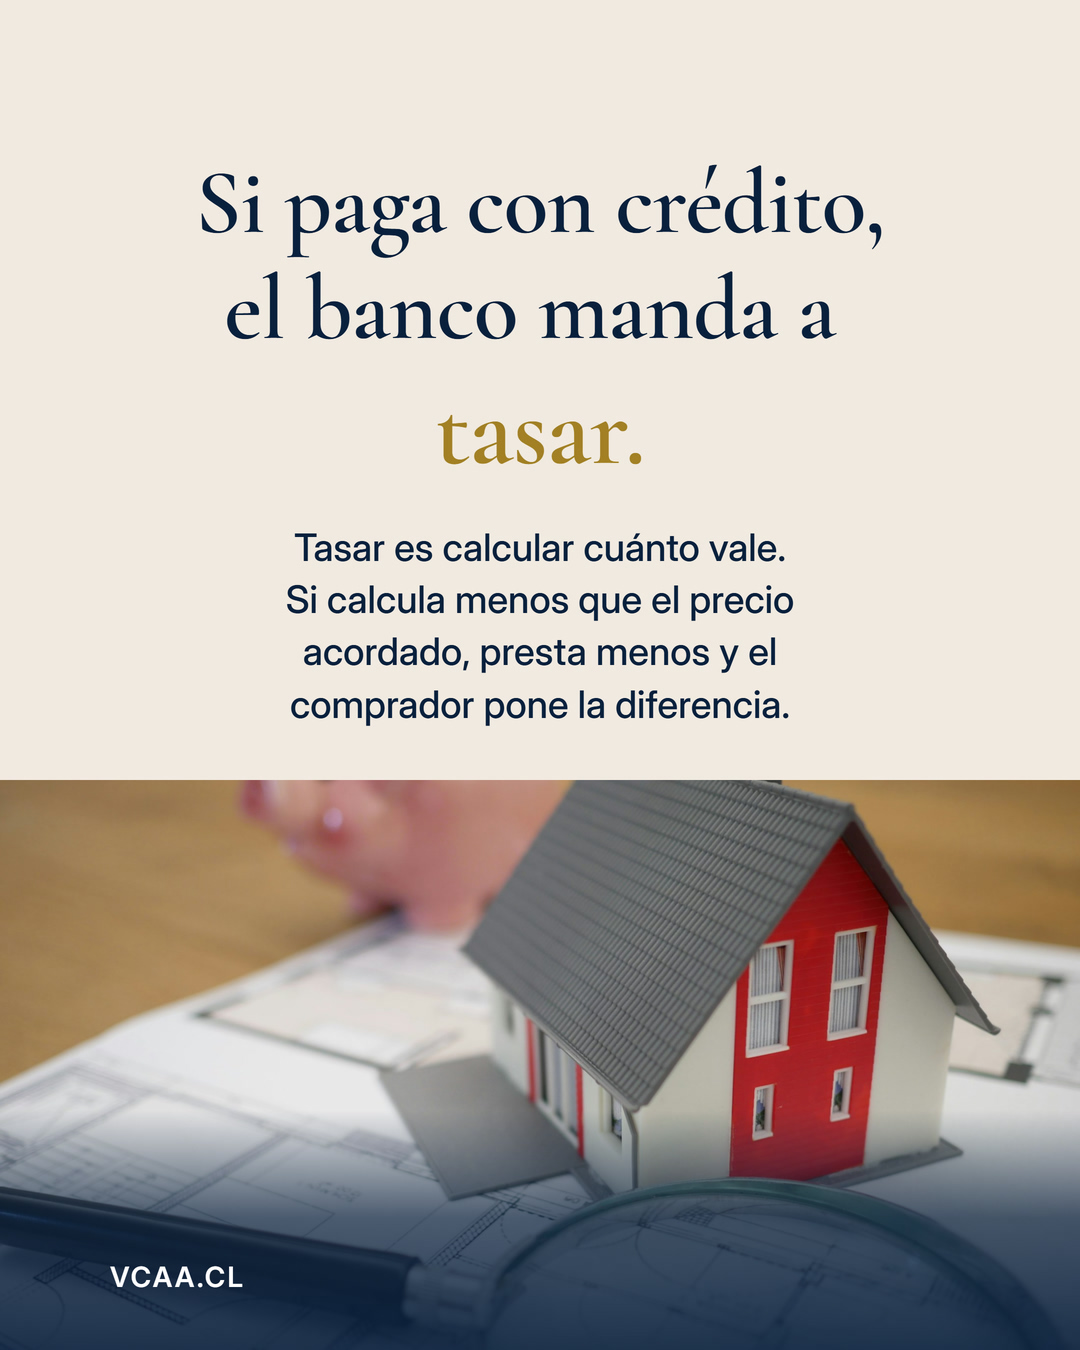 Si paga con crédito,
el banco manda a
tasar.
Tasar es calcular cuánto vale.
Si calcula menos que el precio
acordado, presta menos y el
comprador pone la diferencia.
VCAA.CL